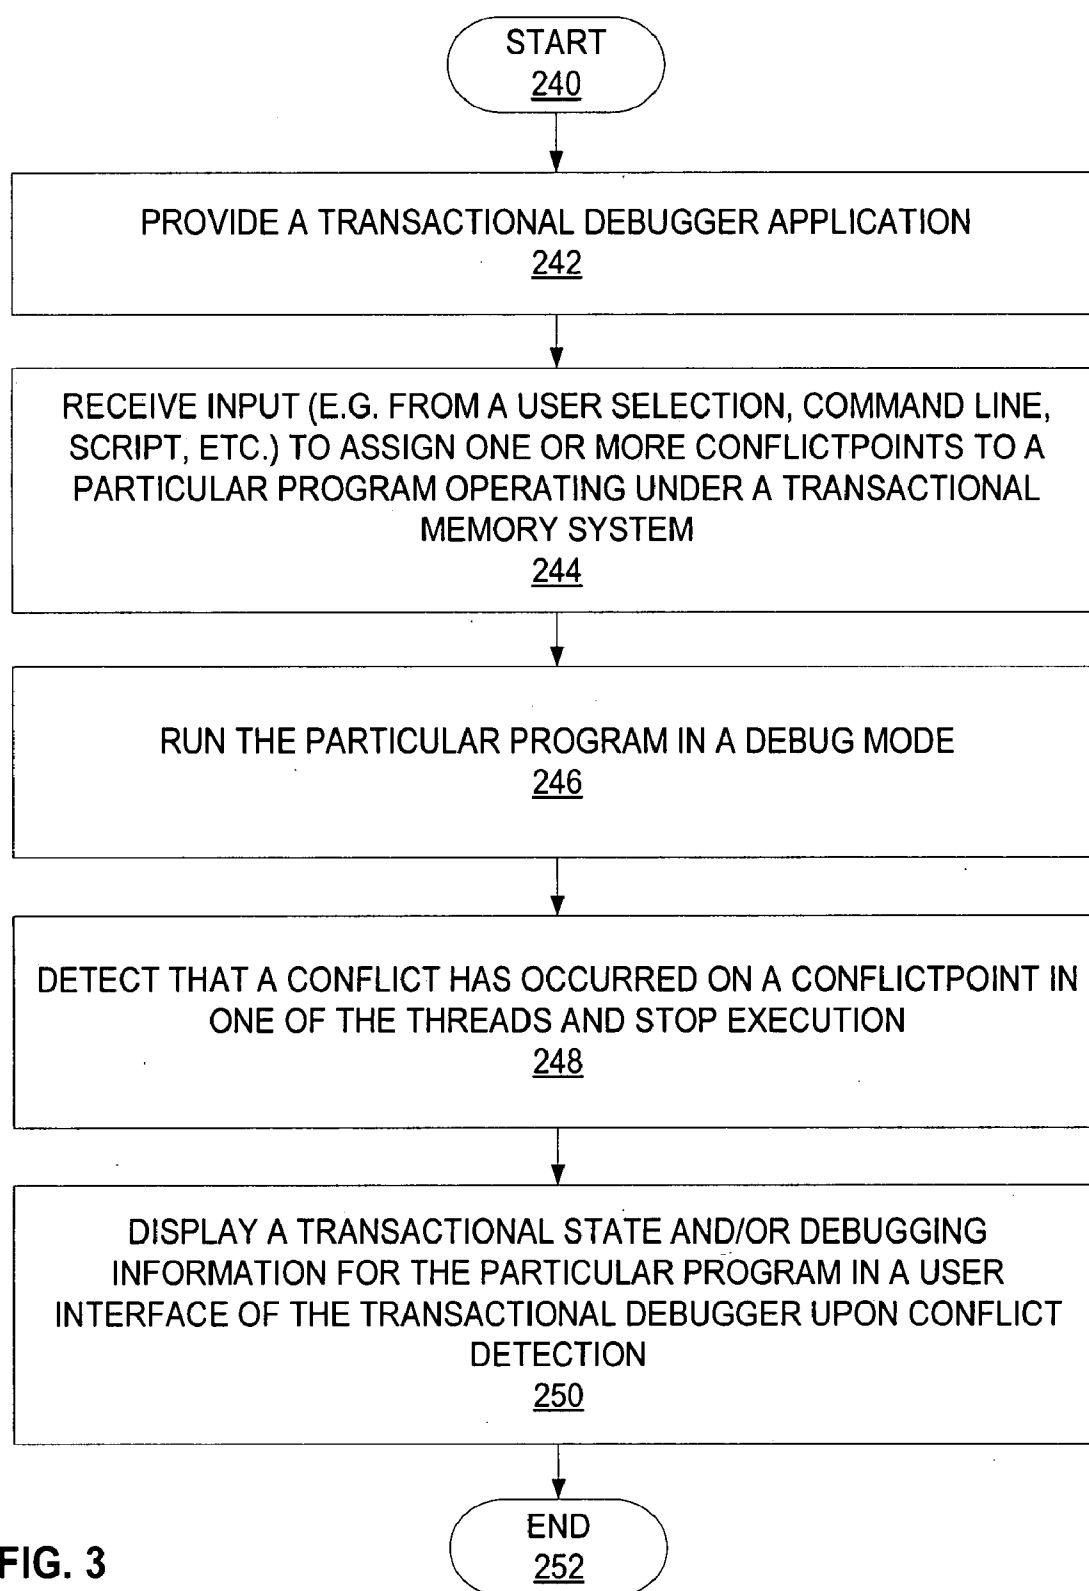 START
240
PROVIDE A TRANSACTIONAL DEBUGGER APPLICATION
242
RECEIVE INPUT (E.G. FROM A USER SELECTION, COMMAND LINE,
SCRIPT, ETC.) TO ASSIGN ONE OR MORE CONFLICTPOINTS TO A
PARTICULAR PROGRAM OPERATING UNDER A TRANSACTIONAL
MEMORY SYSTEM
244
RUN THE PARTICULAR PROGRAM IN A DEBUG MODE
246
DETECT THAT A CONFLICT HAS OCCURRED ON A CONFLICTPOINT IN
ONE OF THE THREADS AND STOP EXECUTION
248
DISPLAY A TRANSACTIONAL STATE AND/OR DEBUGGING
INFORMATION FOR THE PARTICULAR PROGRAM IN A USER
INTERFACE OF THE TRANSACTIONAL DEBUGGER UPON CONFLICT
DETECTION
250
END
252
FIG. 3